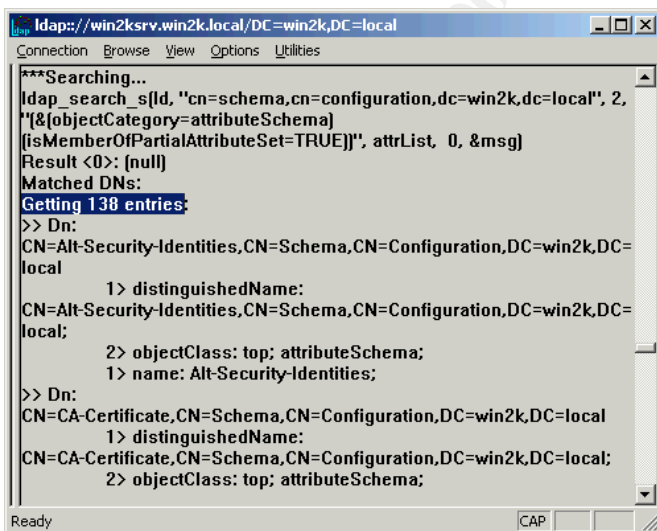 ldap://win2ksrv.win2k.local/DC=win2k,DC=local
Connection Browse View Options Utilities
***Searching...
ldap_search_s(ld, "cn=schema,cn=configuration,dc=win2k,dc=local", 2,
"(&(objectCategory=attributeSchema)
(isMemberOfPartialAttributeSet=TRUE))", attrList, 0, &msg)
Result <0>: (null)
Matched DNs:
Getting 138 entries:
>> Dn:
CN=Alt-Security-Identities,CN=Schema,CN=Configuration,DC=win2k,DC=
local
1> distinguishedName:
CN=Alt-Security-Identities,CN=Schema,CN=Configuration,DC=win2k,DC=
local;
2> objectClass: top; attributeSchema;
1> name: Alt-Security-Identities;
>> Dn:
CN=CA-Certificate,CN=Schema,CN=Configuration,DC=win2k,DC=local
1> distinguishedName:
CN=CA-Certificate,CN=Schema,CN=Configuration,DC=win2k,DC=local;
2> objectClass: top; attributeSchema;
Ready CAP